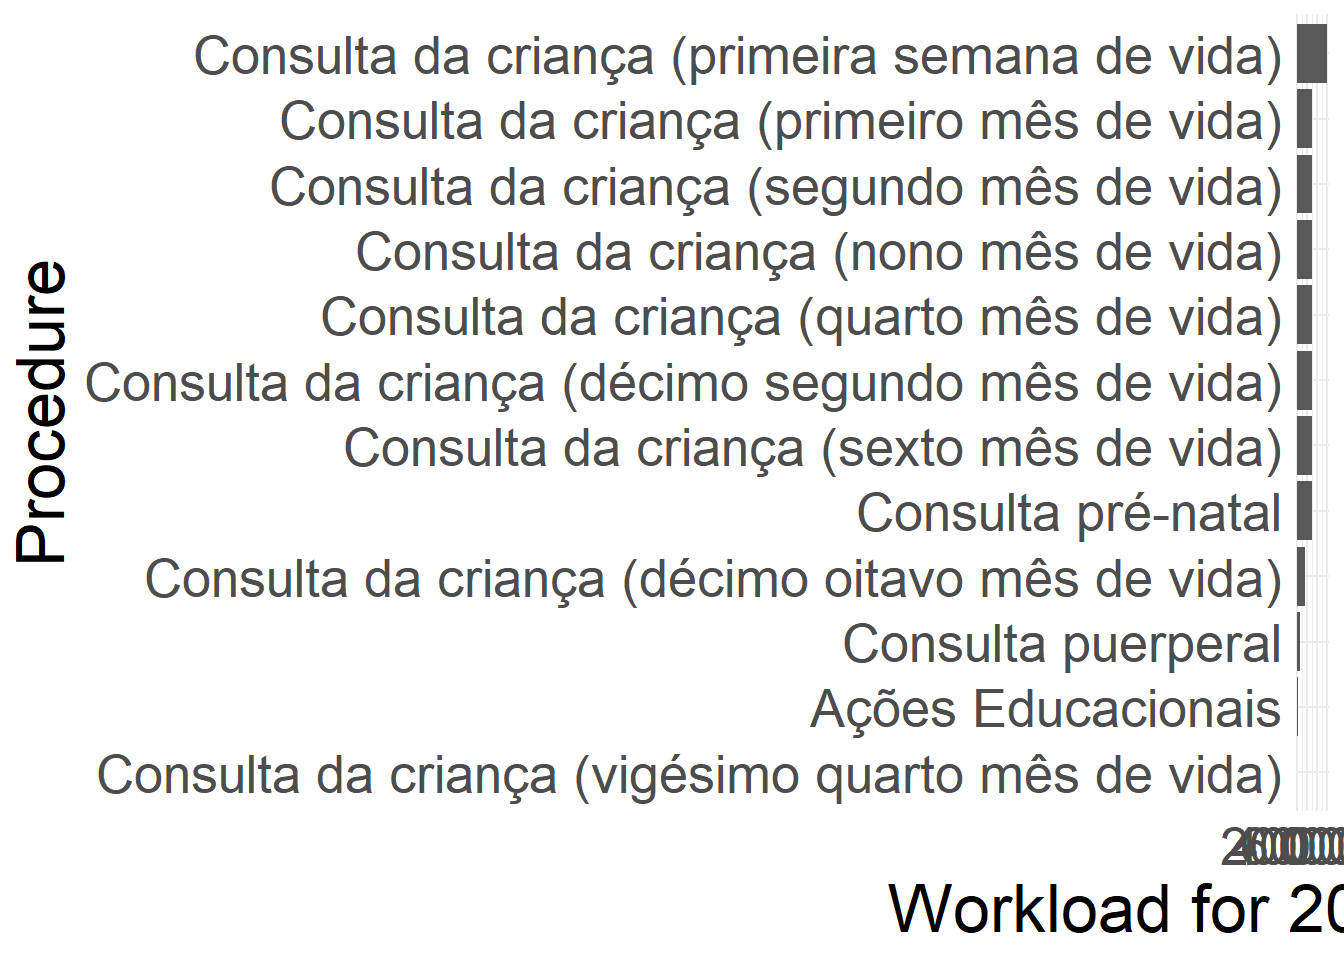 Consulta da criança (primeira semana de vida)
Consulta da criança (primeiro mês de vida)
Consulta da criança (segundo mês de vida)
Consulta da criança (nono mês de vida)
Consulta da criança (quarto mês de vida)
Consulta da criança (décimo segundo mês de vida)
Consulta da criança (sexto mês de vida)
Consulta pré-natal
Consulta da criança (décimo oitavo mês de vida)
Consulta puerperal
Ações Educacionais
Consulta da criança (vigésimo quarto mês de vida)
Procedure
Workload for 20